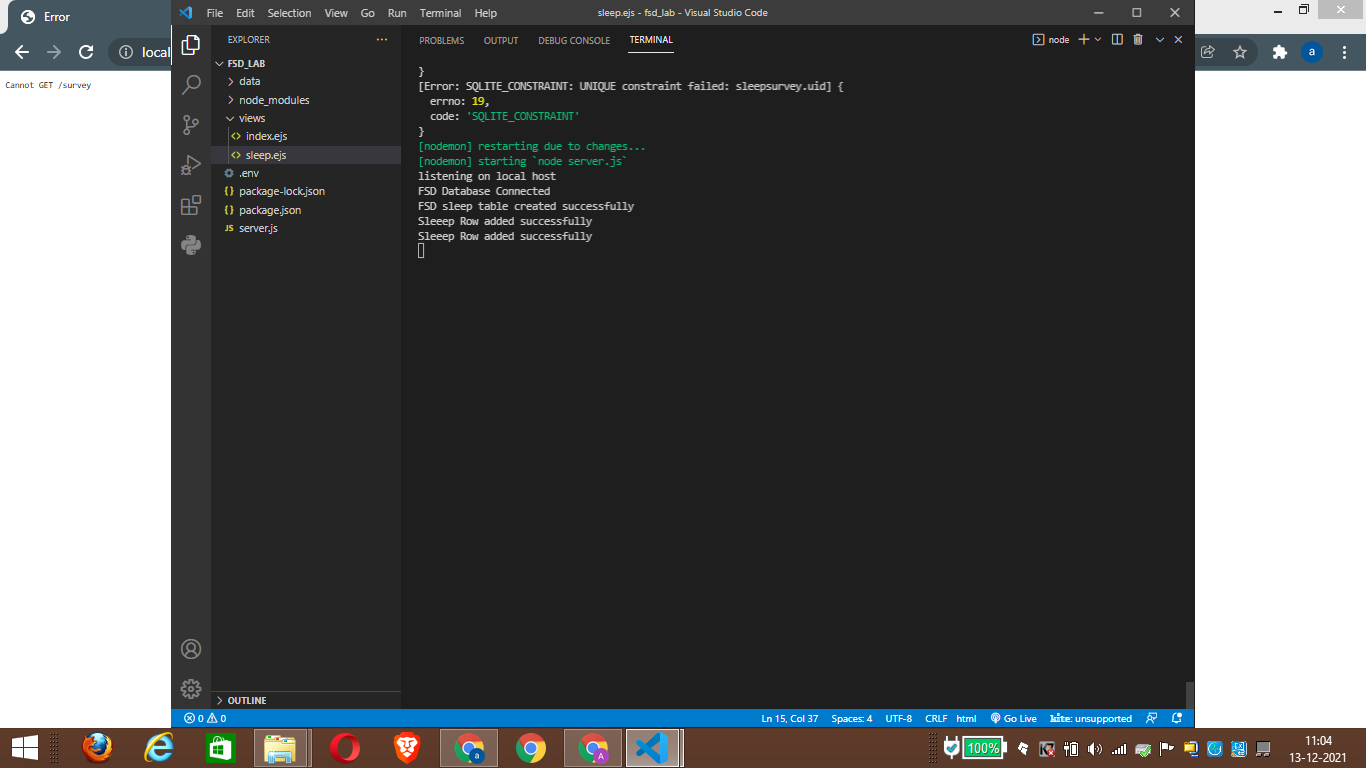 Error
local
Cannot GET /survey
File Edit Selection View Go Run Terminal Help
sleep.ejs - fsd_lab - Visual Studio Code
EXPLORER
FSD_LAB
data
node_modules
views
index.ejs
sleep.ejs
.env
package-lock.json
package.json
JS server.js
OUTLINE
PROBLEMS OUTPUT DEBUG CONSOLE TERMINAL
node
}
[Error: SQLITE_CONSTRAINT: UNIQUE constraint failed: sleepsurvey.uid] {
errno: 19,
code: 'SQLITE_CONSTRAINT'
}
[nodemon] restarting due to changes...
[nodemon] starting `node server.js`
listening on local host
FSD Database Connected
FSD sleep table created successfully
Sleeep Row added successfully
Sleeep Row added successfully
a
0 0
Ln 15, Col 37 Spaces: 4 UTF-8 CRLF html Go Live kite: unsupported
a
A
100%
11:04
13-12-2021